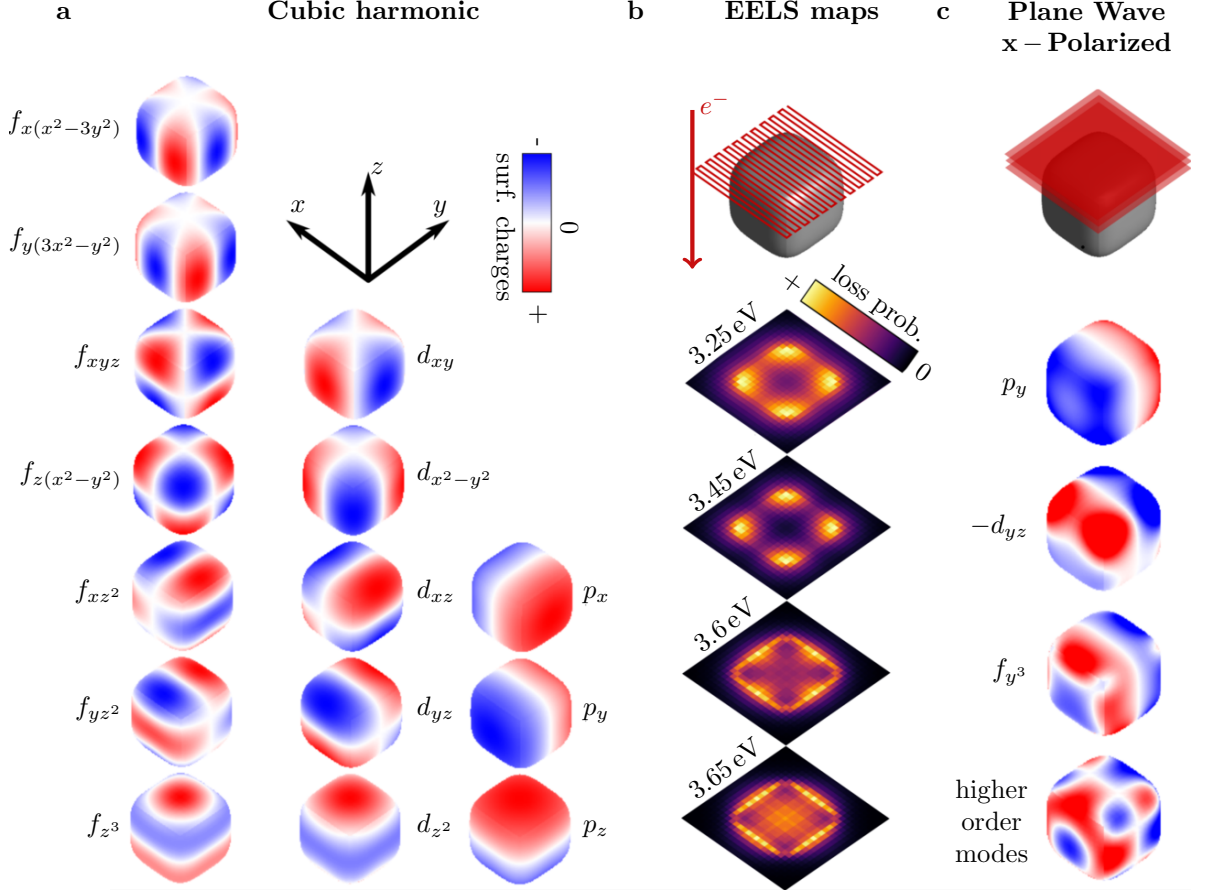 a
Cubic harmonic
b
EELS maps
c
Plane Wave
x – Polarized
f_{x(x²−3y²)}
f_{y(3x²−y²)}
f_{xyz}
f_{z(x²−y²)}
f_{xz²}
f_{yz²}
f_{z³}
x
z
y
-
0
+
surf. charges
d_{xy}
d_{x²−y²}
d_{xz}
d_{yz}
d_{z²}
p_x
p_y
p_z
e⁻
+
loss prob.
0
3.25 eV
3.45 eV
3.6 eV
3.65 eV
p_y
−d_{yz}
f_{y³}
higher
order
modes